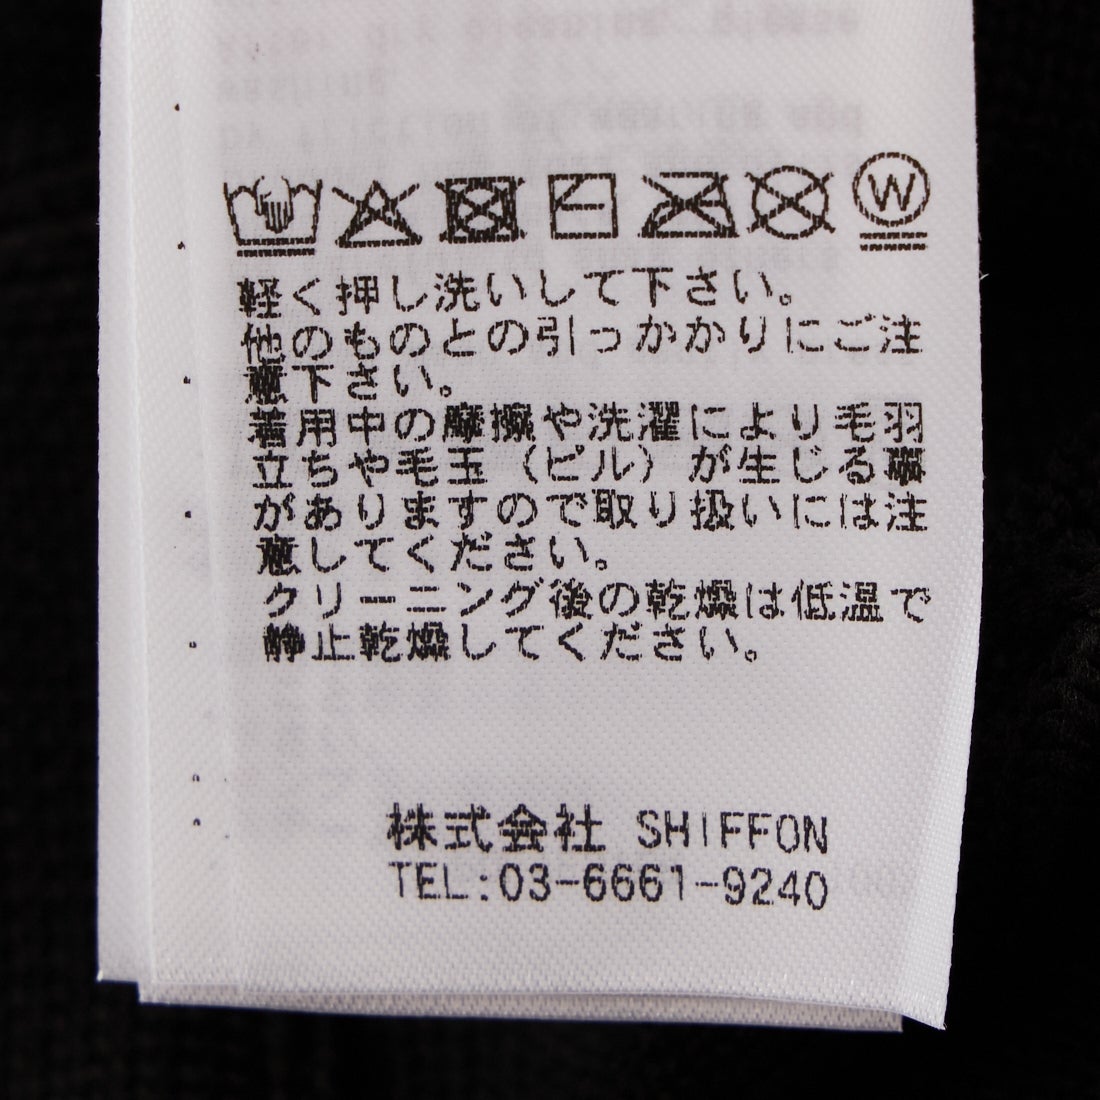 W
軽く押し洗いして下さい。
他のものとの引っかかりにご注
意下さい。
着用中の摩擦や洗濯により毛羽
立ちや毛玉（ピル）が生じる事
がありますので取り扱いには注
意してください。
クリーニング後の乾燥は低温で
静止乾燥してください。
株式会社 SHIFFON
TEL:03-6661-9240